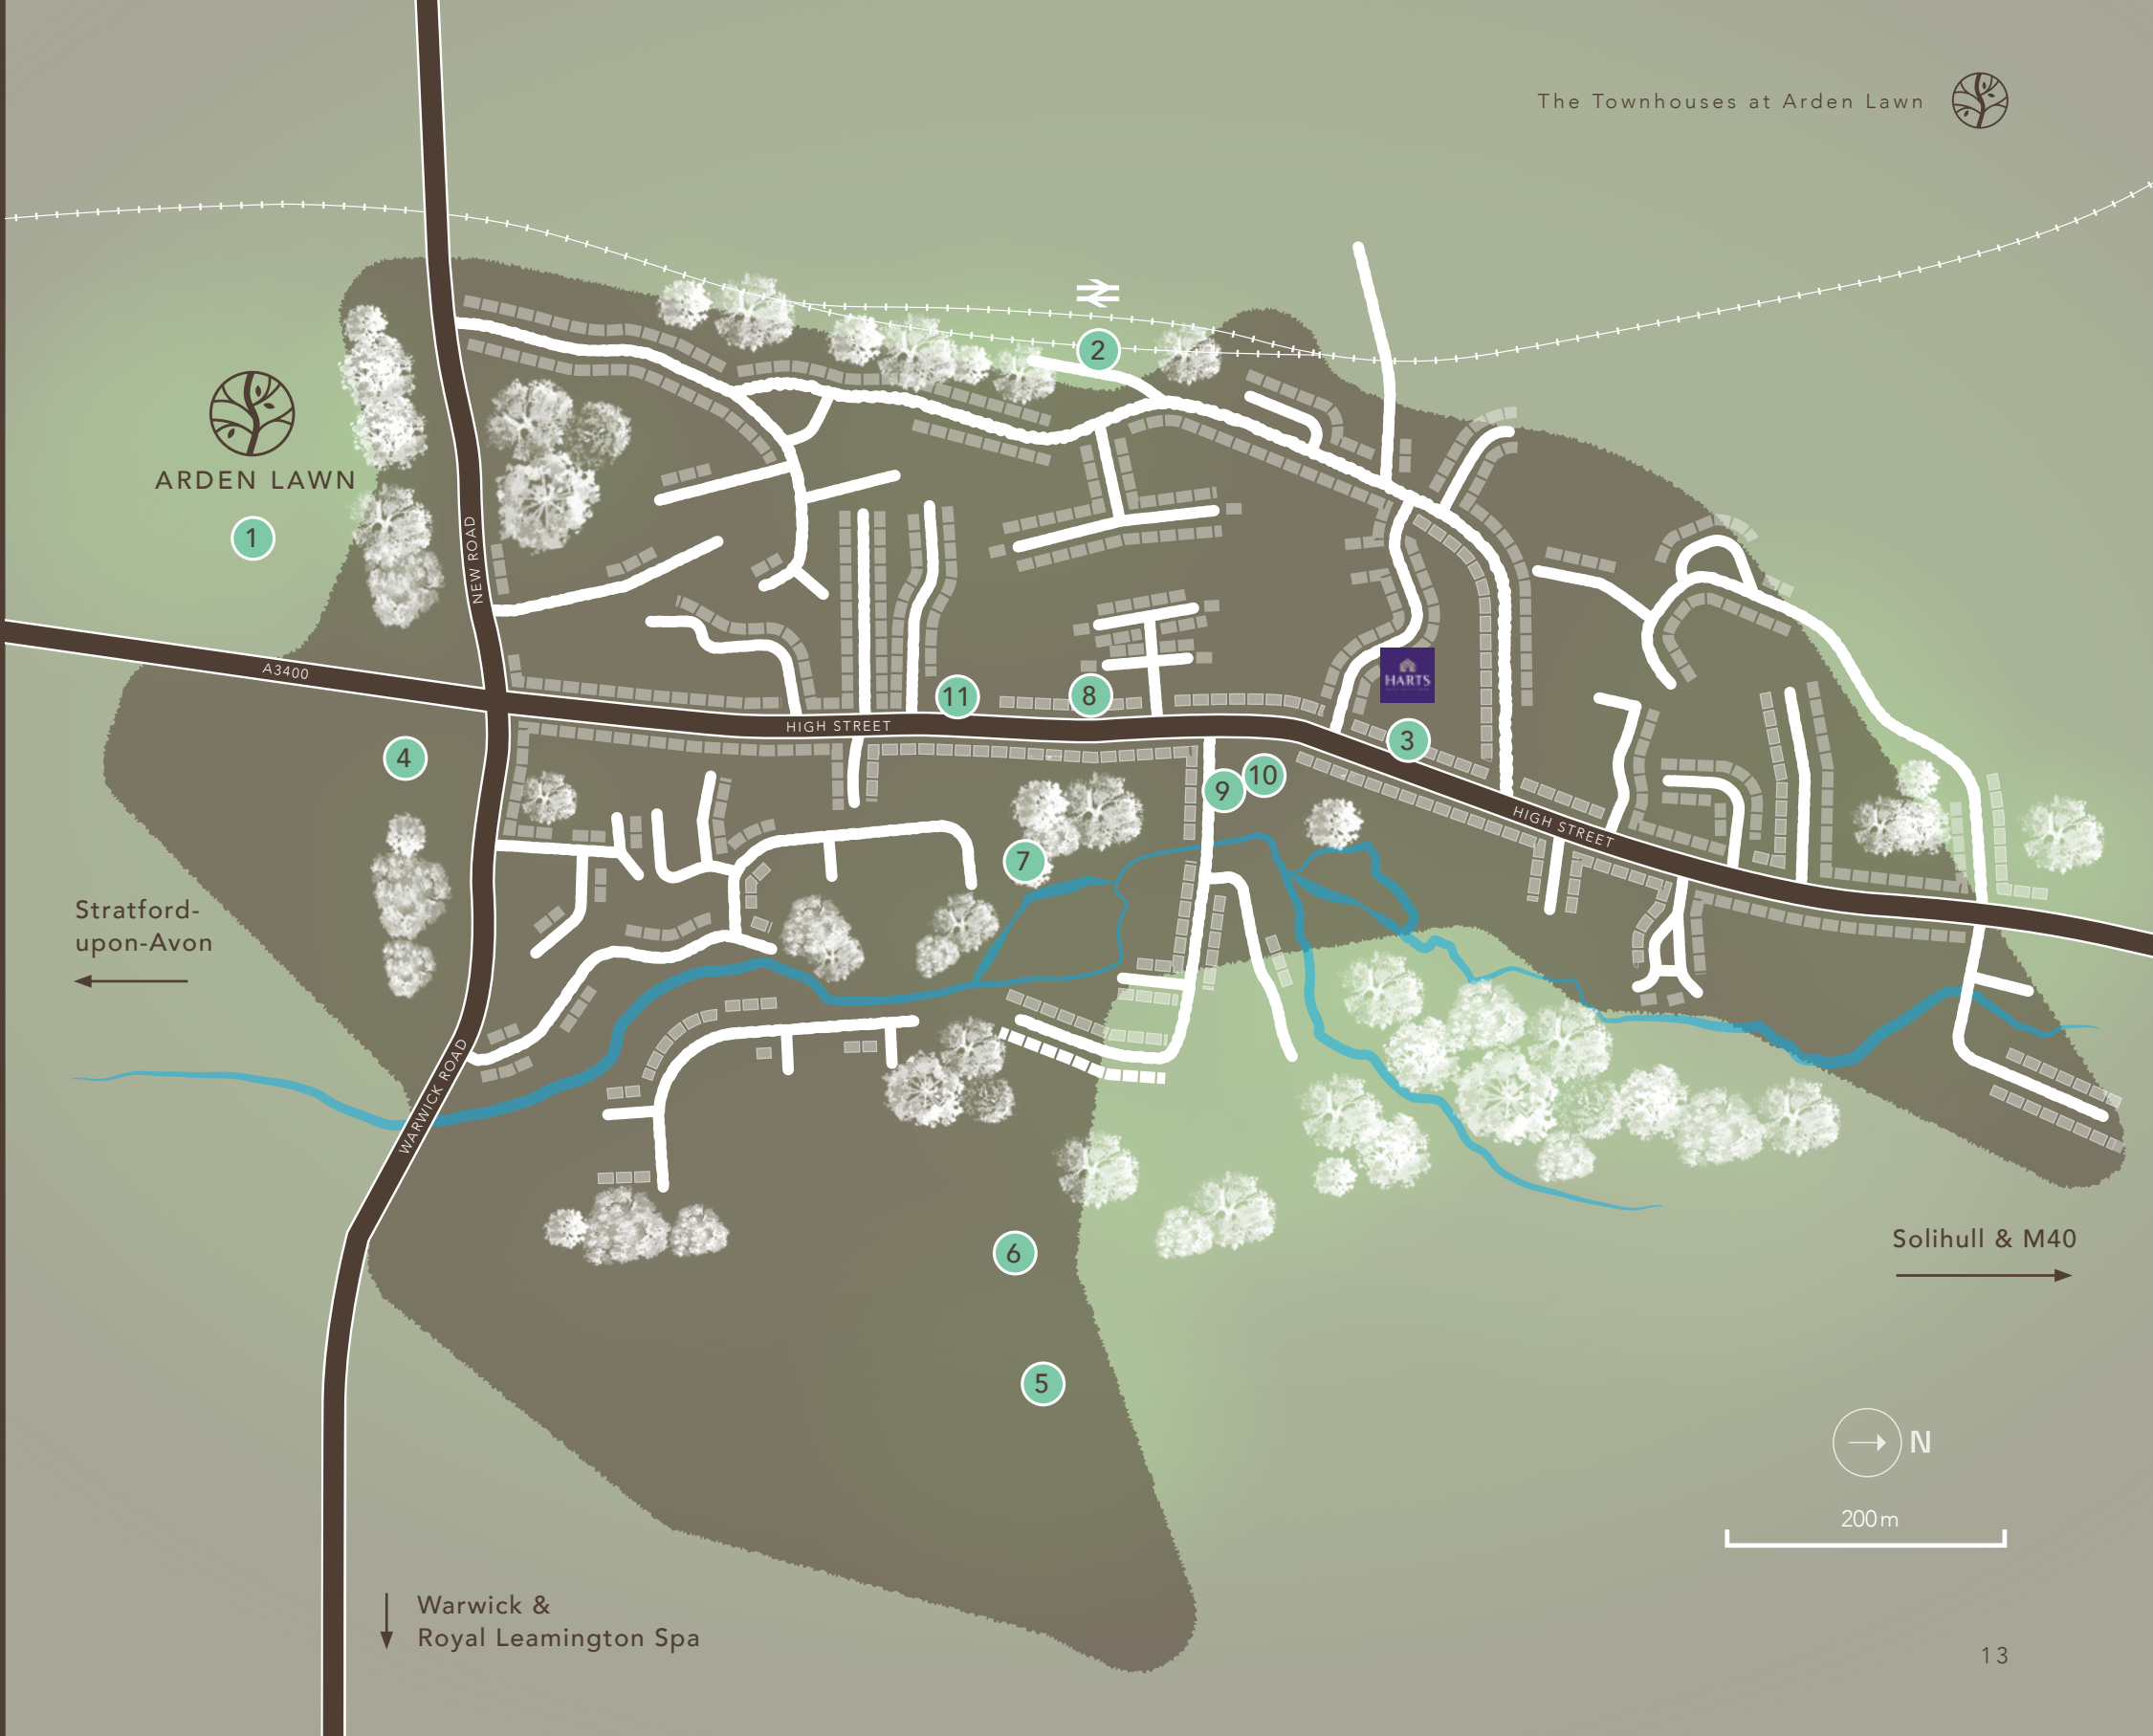 The Townhouses at Arden Lawn
2
ARDEN LAWN
1
NEW ROAD
A3400
HARTS
11
8
HIGH STREET
3
4
9
10
HIGH STREET
7
Stratford-
upon-Avon
WARWICK ROAD
6
Solihull & M40
5
N
200m
Warwick &
Royal Leamington Spa
13